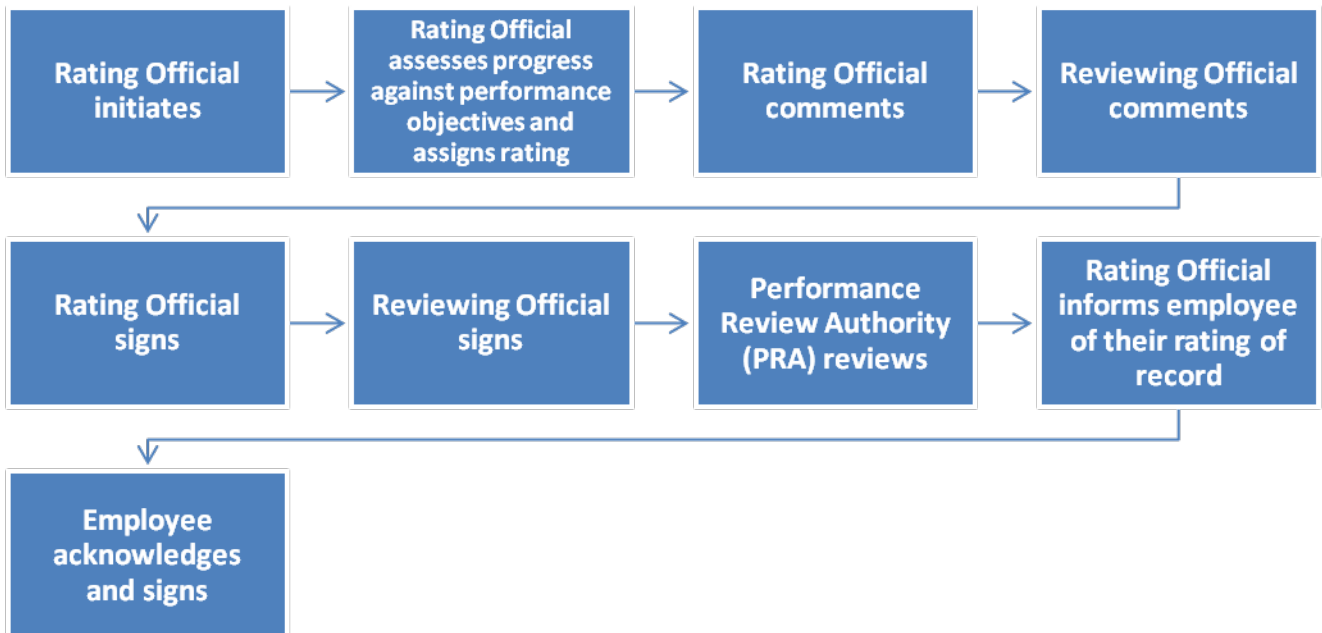 Rating Official
initiates
Rating Official
assesses progress
against performance
objectives and
assigns rating
Rating Official
comments
Reviewing Official
comments
Rating Official
signs
Reviewing Official
signs
Performance
Review Authority
(PRA) reviews
Rating Official
informs employee
of their rating of
record
Employee
acknowledges
and signs